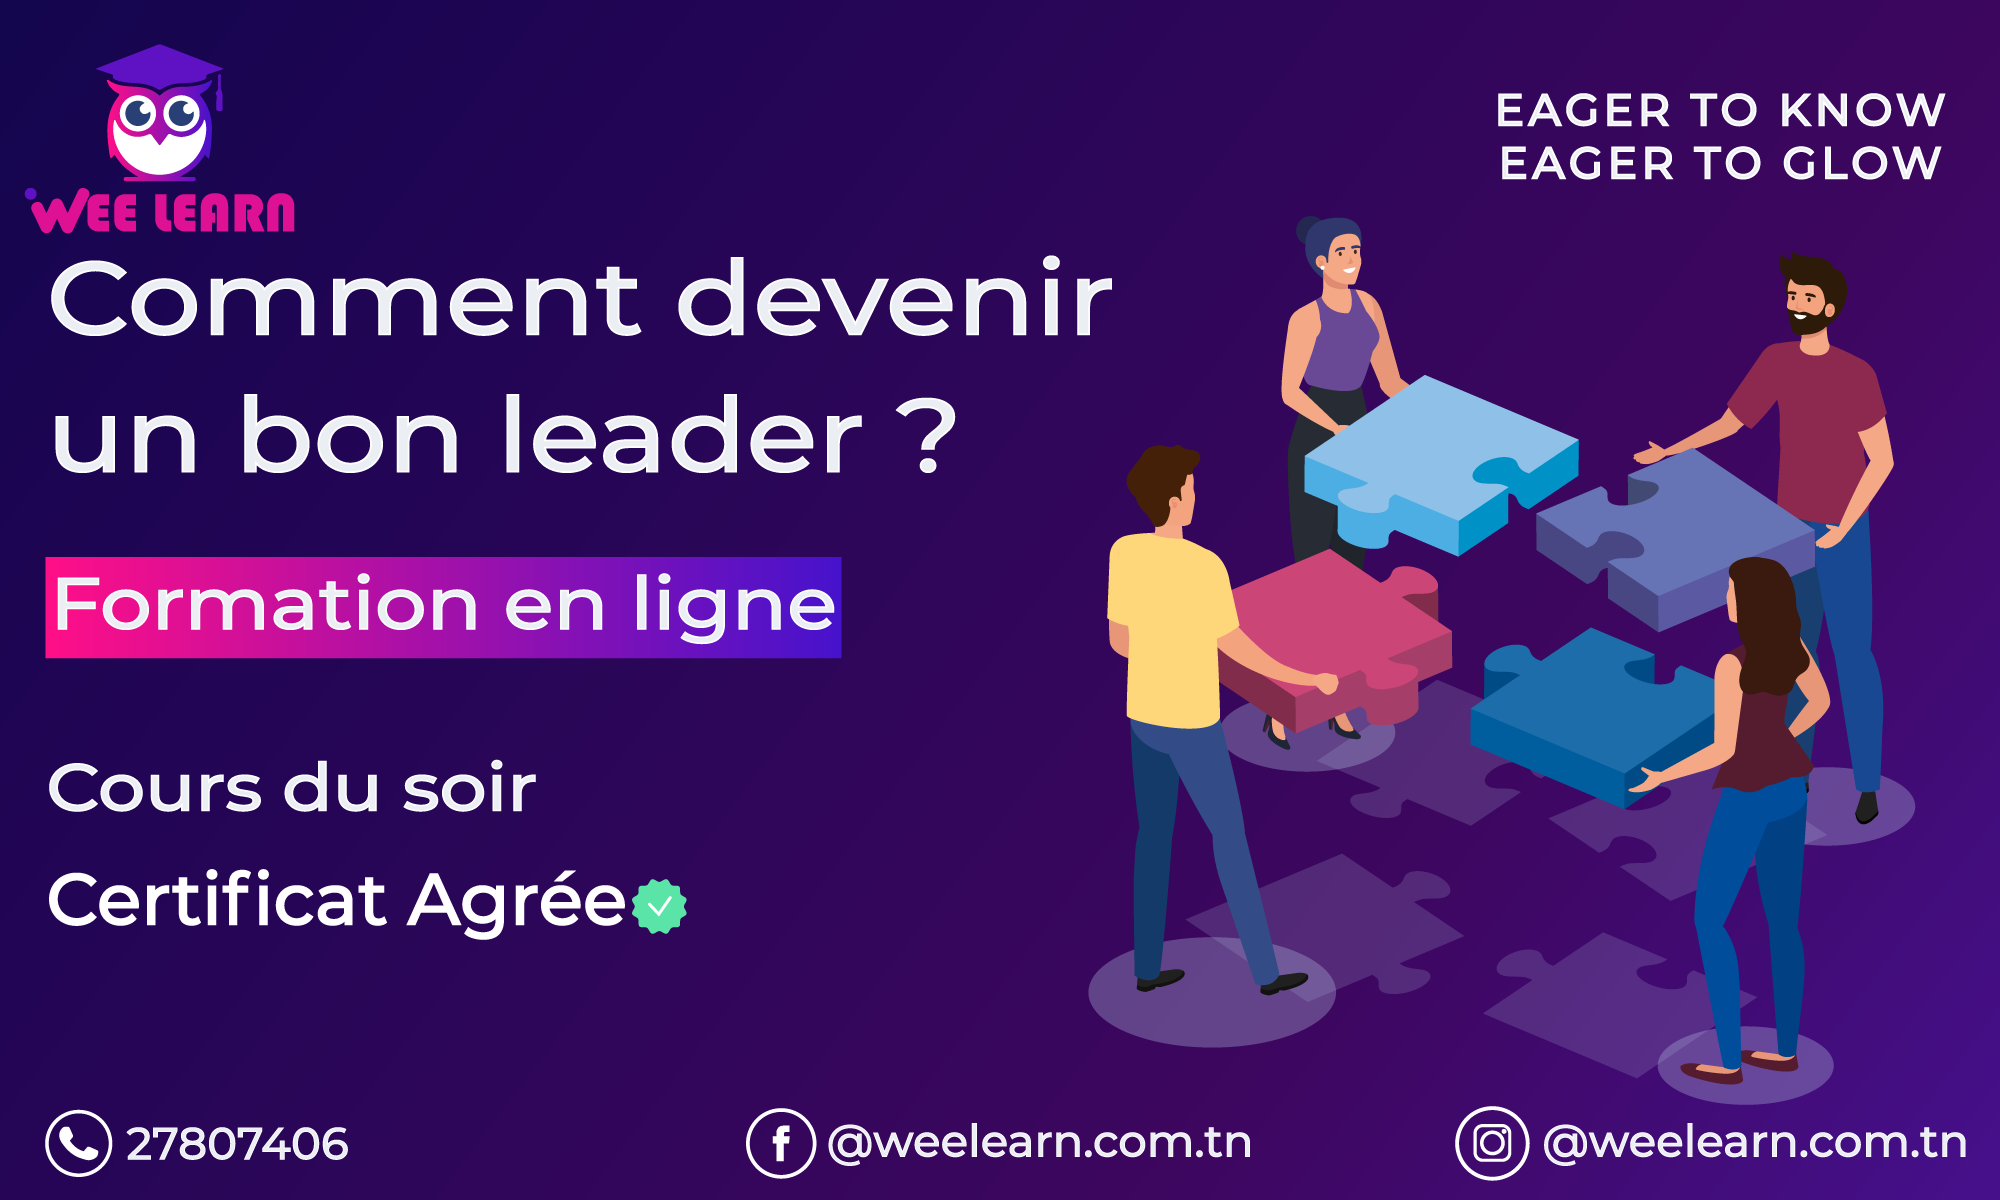 WEE LEARN
EAGER TO KNOW
EAGER TO GLOW
Comment devenir
un bon leader ?
Formation en ligne
Cours du soir
Certificat Agrée
27807406
@weelearn.com.tn
@weelearn.com.tn